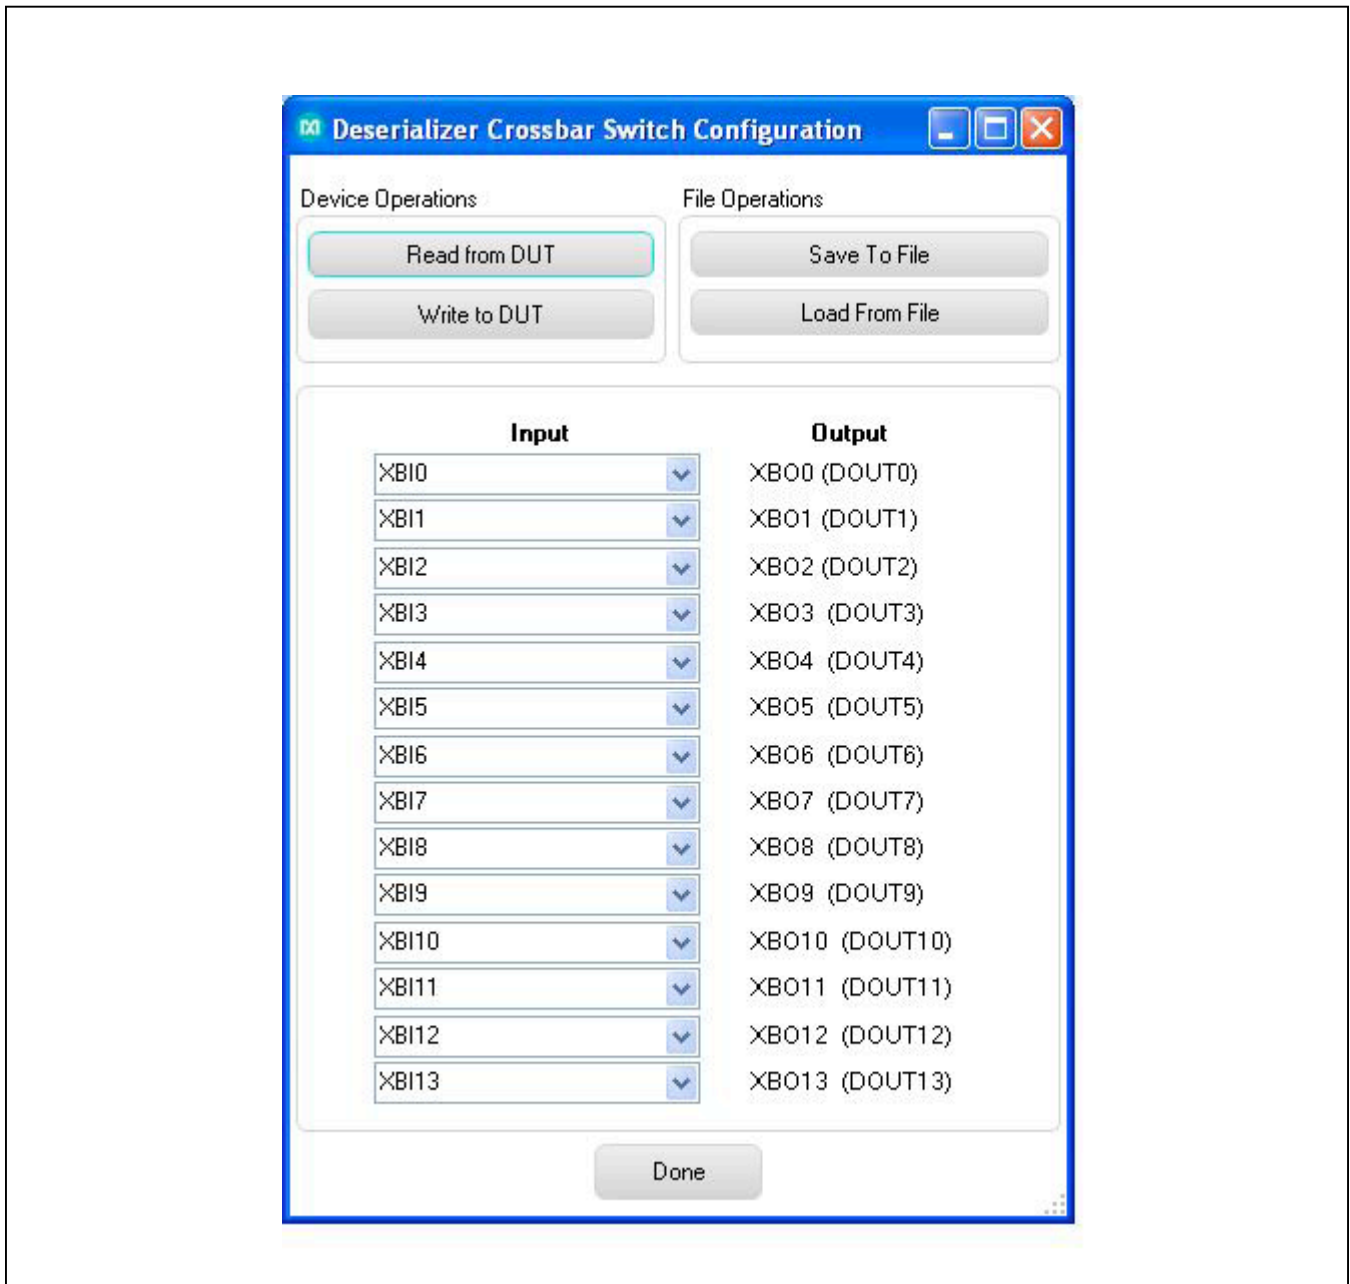 Deserializer Crossbar Switch Configuration
Device Operations
File Operations
Read from DUT
Save To File
Write to DUT
Load From File
Input Output
XBI0 XBO0 (DOUT0)
XBI1 XBO1 (DOUT1)
XBI2 XBO2 (DOUT2)
XBI3 XBO3 (DOUT3)
XBI4 XBO4 (DOUT4)
XBI5 XBO5 (DOUT5)
XBI6 XBO6 (DOUT6)
XBI7 XBO7 (DOUT7)
XBI8 XBO8 (DOUT8)
XBI9 XBO9 (DOUT9)
XBI10 XBO10 (DOUT10)
XBI11 XBO11 (DOUT11)
XBI12 XBO12 (DOUT12)
XBI13 XBO13 (DOUT13)
Done